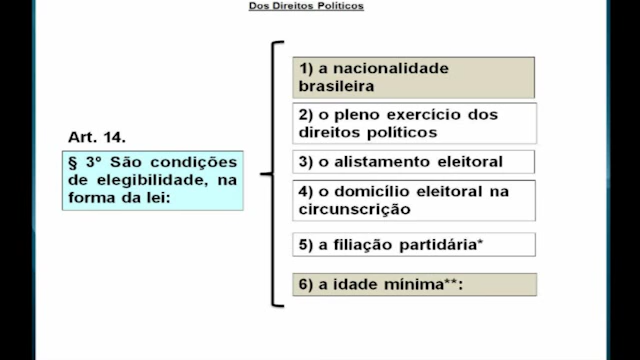 Dos Direitos Políticos
1) a nacionalidade
brasileira
2) o pleno exercício dos
direitos políticos
Art. 14.
§ 3º São condições
de elegibilidade, na
forma da lei:
3) o alistamento eleitoral
4) o domicílio eleitoral na
circunscrição
5) a filiação partidária*
6) a idade mínima**: